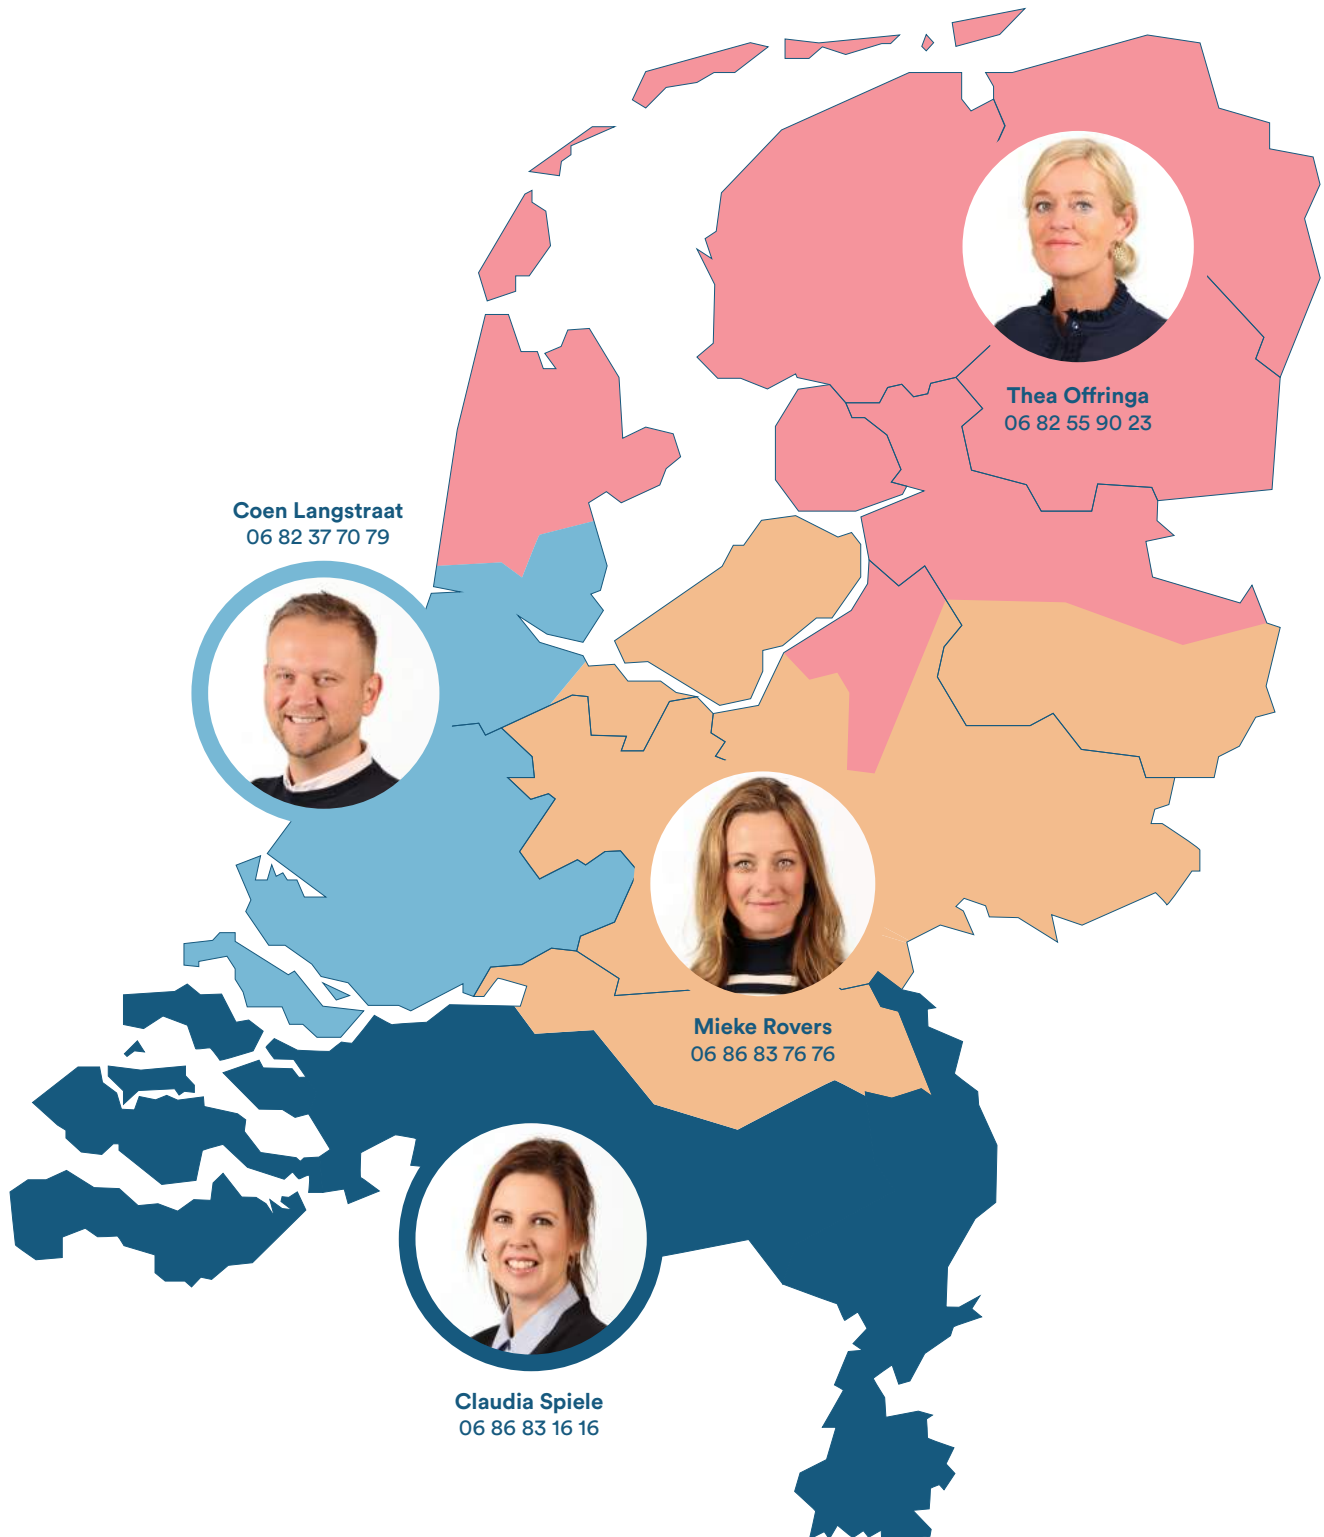 Thea Offringa
06 82 55 90 23
Coen Langstraat
06 82 37 70 79
Mieke Rovers
06 86 83 76 76
Claudia Spiele
06 86 83 16 16